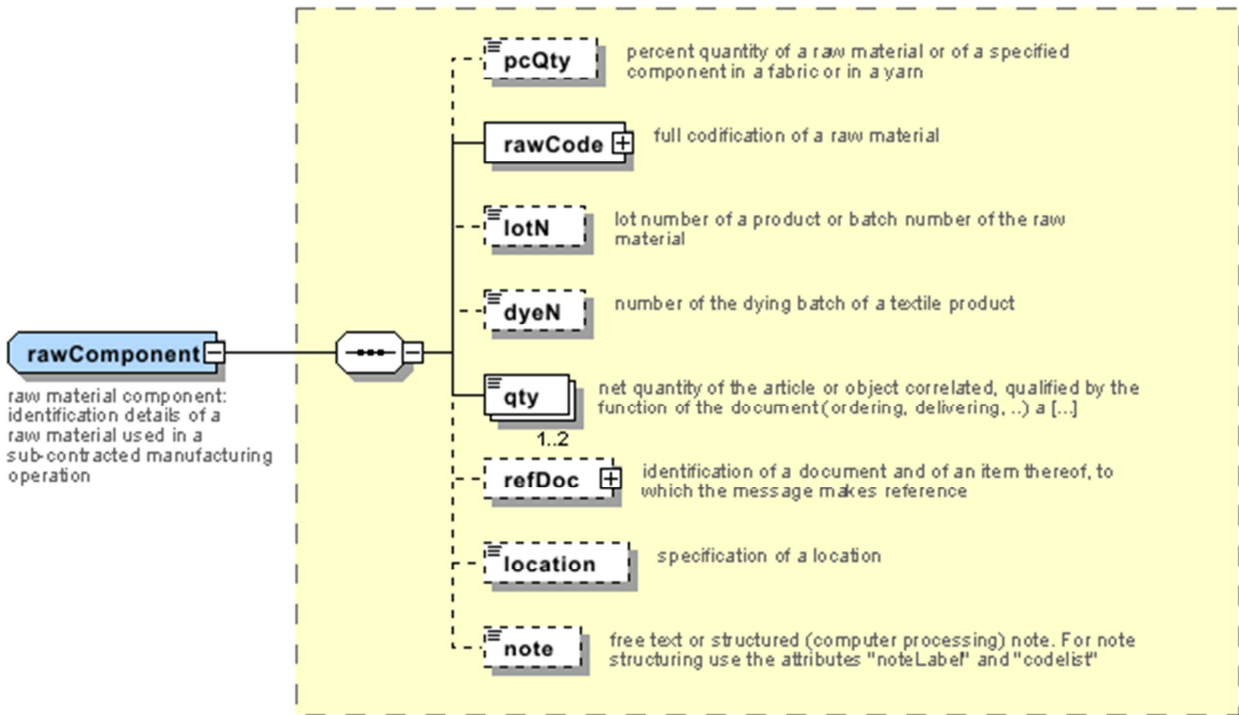 pcQty
percent quantity of a raw material or of a specified
component in a fabric or in a yarn
rawCode
full codification of a raw material
lotN
lot number of a product or batch number of the raw
material
dyeN
number of the dying batch of a textile product
rawComponent
raw material component:
identification details of a
raw material used in a
sub-contracted manufacturing
operation
qty
net quantity of the article or object correlated, qualified by the
function of the document (ordering, delivering, ..) a [...]
1..2
refDoc
identification of a document and of an item thereof, to
which the message makes reference
location
specification of a location
note
free text or structured (computer processing) note. For note
structuring use the attributes "noteLabel" and "codelist"